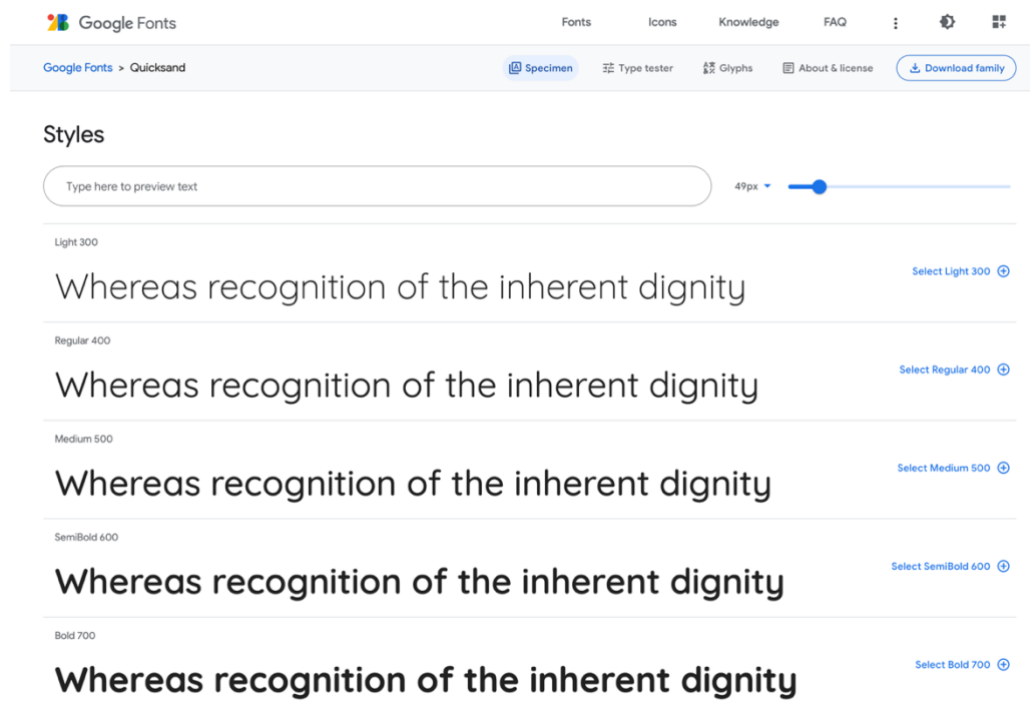 Google Fonts Fonts Icons Knowledge FAQ
Google Fonts > Quicksand Specimen Type tester Glyphs About & license Download family
Styles
Type here to preview text 49px
Light 300
Whereas recognition of the inherent dignity Select Light 300
Regular 400
Whereas recognition of the inherent dignity Select Regular 400
Medium 500
Whereas recognition of the inherent dignity Select Medium 500
SemiBold 600
Whereas recognition of the inherent dignity Select SemiBold 600
Bold 700
Whereas recognition of the inherent dignity Select Bold 700